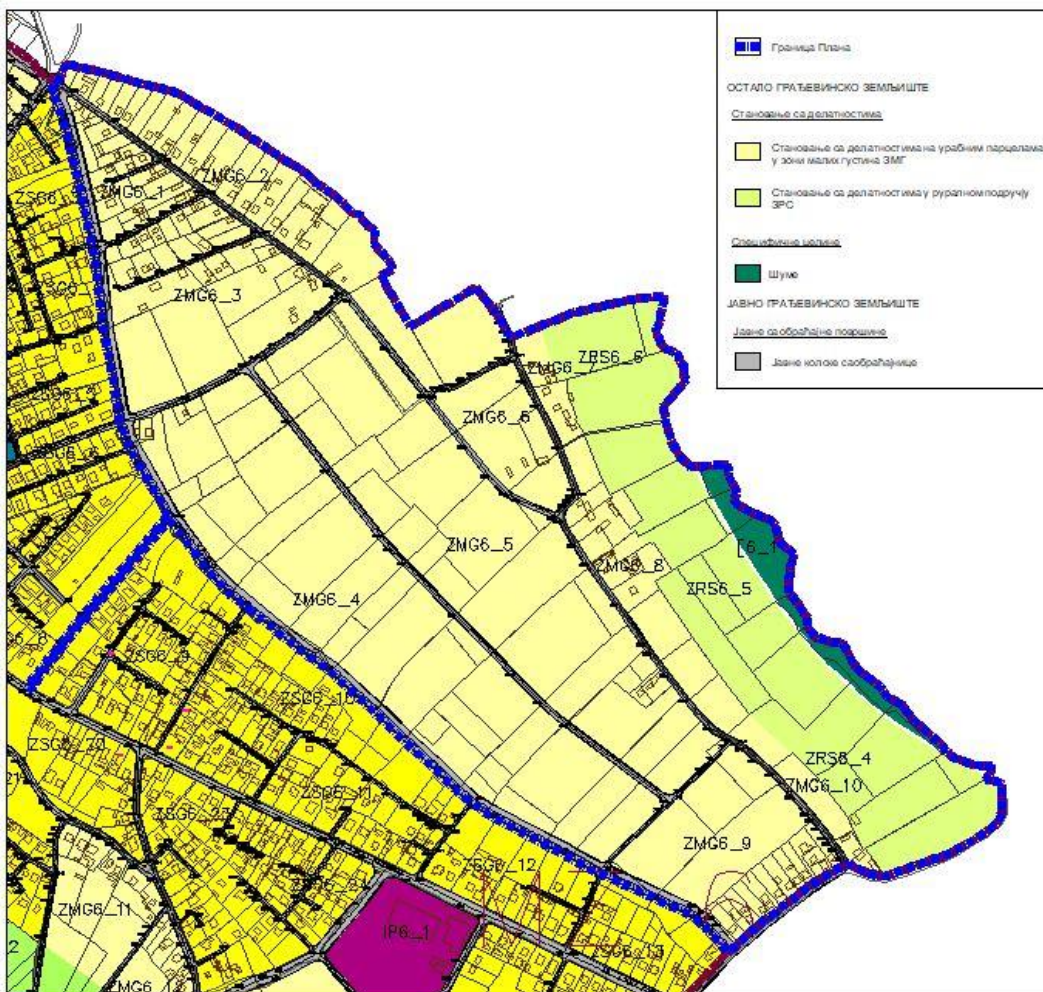 Граница Плана
ОСТАЛО ГРАЂЕВИНСКО ЗЕМЉИШТЕ
Становање са делатностима
Становање са делатностима на урабним парцелама
у зони малих густина ЗМГ
Становање са делатностима у руралном подручју
ЗРС
Специфичне целине
Шуме
ЈАВНО ГРАЂЕВИНСКО ЗЕМЉИШТЕ
Јавне саобраћајне површине
Јавне колске саобраћајнице
ZMG6_1
ZMG6_2
ZMG6_3
ZRS6_6
ZMG6_7
ZMG6_6
ZMG6_5
ZMG6_8
ZRS6_5
ZMG6_4
ZSG6_9
ZSG6_10
ZSG6_20
ZRS6_4
ZMG6_10
ZSG6_11
ZMG6_9
ZSG6_12
ZMG6_11
IP6_1